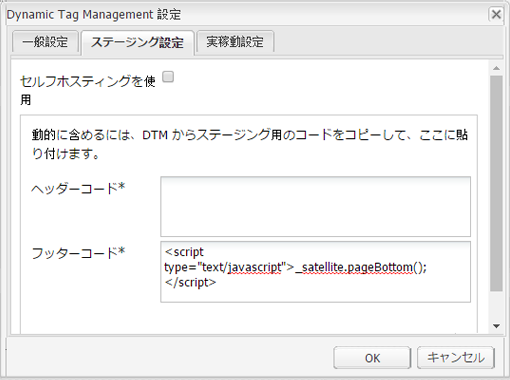 Dynamic Tag Management 設定
一般設定 ステージング設定 実稼動設定
セルフホスティングを使
用
動的に含めるには、DTM からステージング用のコードをコピーして、ここに貼
り付けます。
ヘッダーコード*
フッターコード*
<script
type="text/javascript">_satellite.pageBottom();
</script>
OK キャンセル